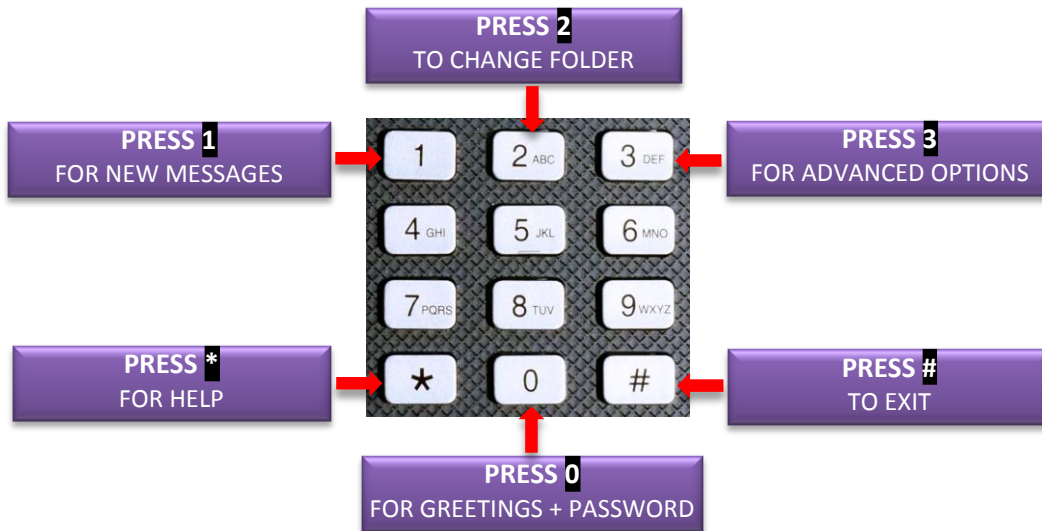 PRESS 2
TO CHANGE FOLDER
PRESS 1
FOR NEW MESSAGES
PRESS 3
FOR ADVANCED OPTIONS
1
2 ABC
3 DEF
4 GHI
5 JKL
6 MNO
7 PQRS
8 TUV
9 WXYZ
*
0
#
PRESS *
FOR HELP
PRESS #
TO EXIT
PRESS 0
FOR GREETINGS + PASSWORD